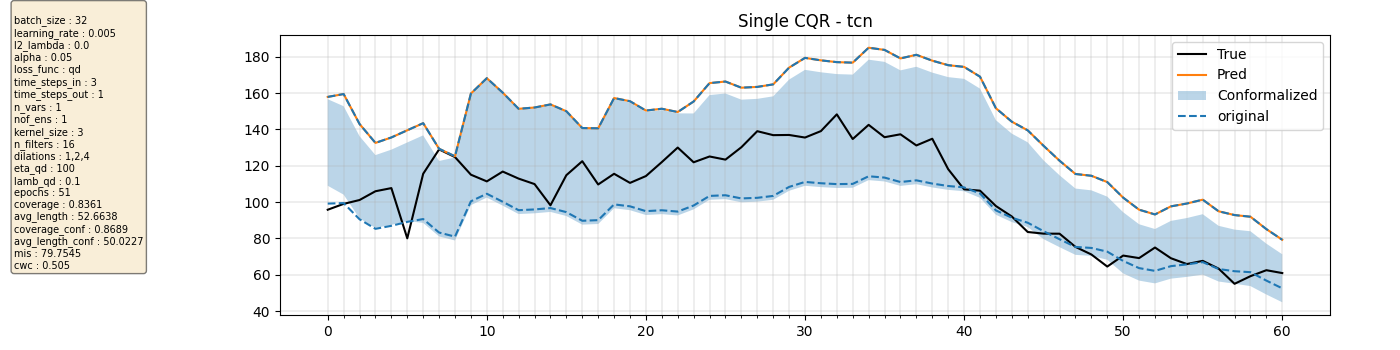 Single CQR - tcn
batch_size : 32
learning_rate : 0.005
l2_lambda : 0.0
alpha : 0.05
loss_func : qd
time_steps_in : 3
time_steps_out : 1
n_vars : 1
nof_ens : 1
kernel_size : 3
n_filters : 16
dilations : 1,2,4
eta_qd : 100
lamb_qd : 0.1
epochs : 51
coverage : 0.8361
avg_length : 52.6638
coverage_conf : 0.8689
avg_length_conf : 50.0227
mis : 79.7545
cwc : 0.505
180
160
140
120
100
80
60
40
0 10 20 30 40 50 60
True
Pred
Conformalized
original